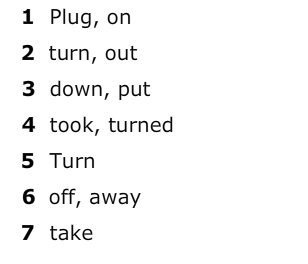 1 Plug, on
2 turn, out
3 down, put
4 took, turned
5 Turn
6 off, away
7 take